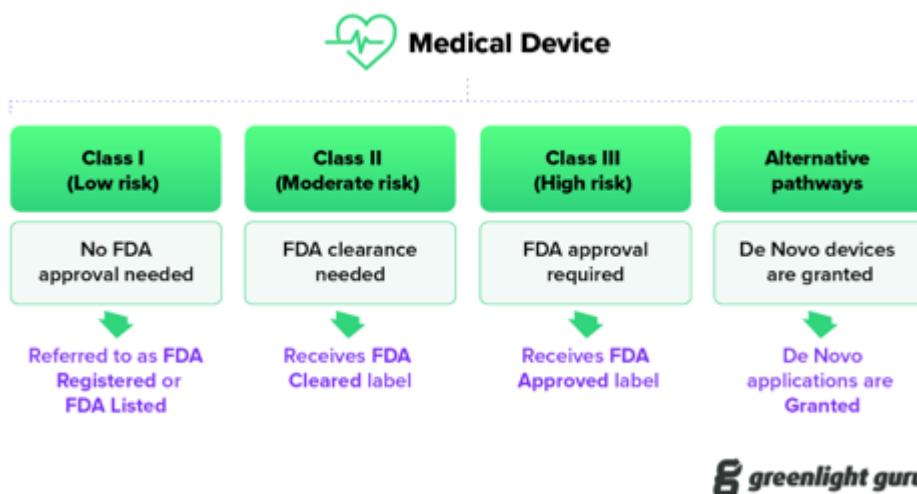 Medical Device
Class I
(Low risk)
No FDA
approval needed
Referred to as FDA
Registered or
FDA Listed
Class II
(Moderate risk)
FDA clearance
needed
Receives FDA
Cleared label
Class III
(High risk)
FDA approval
required
Receives FDA
Approved label
Alternative
pathways
De Novo devices
are granted
De Novo
applications are
Granted
greenlight guru